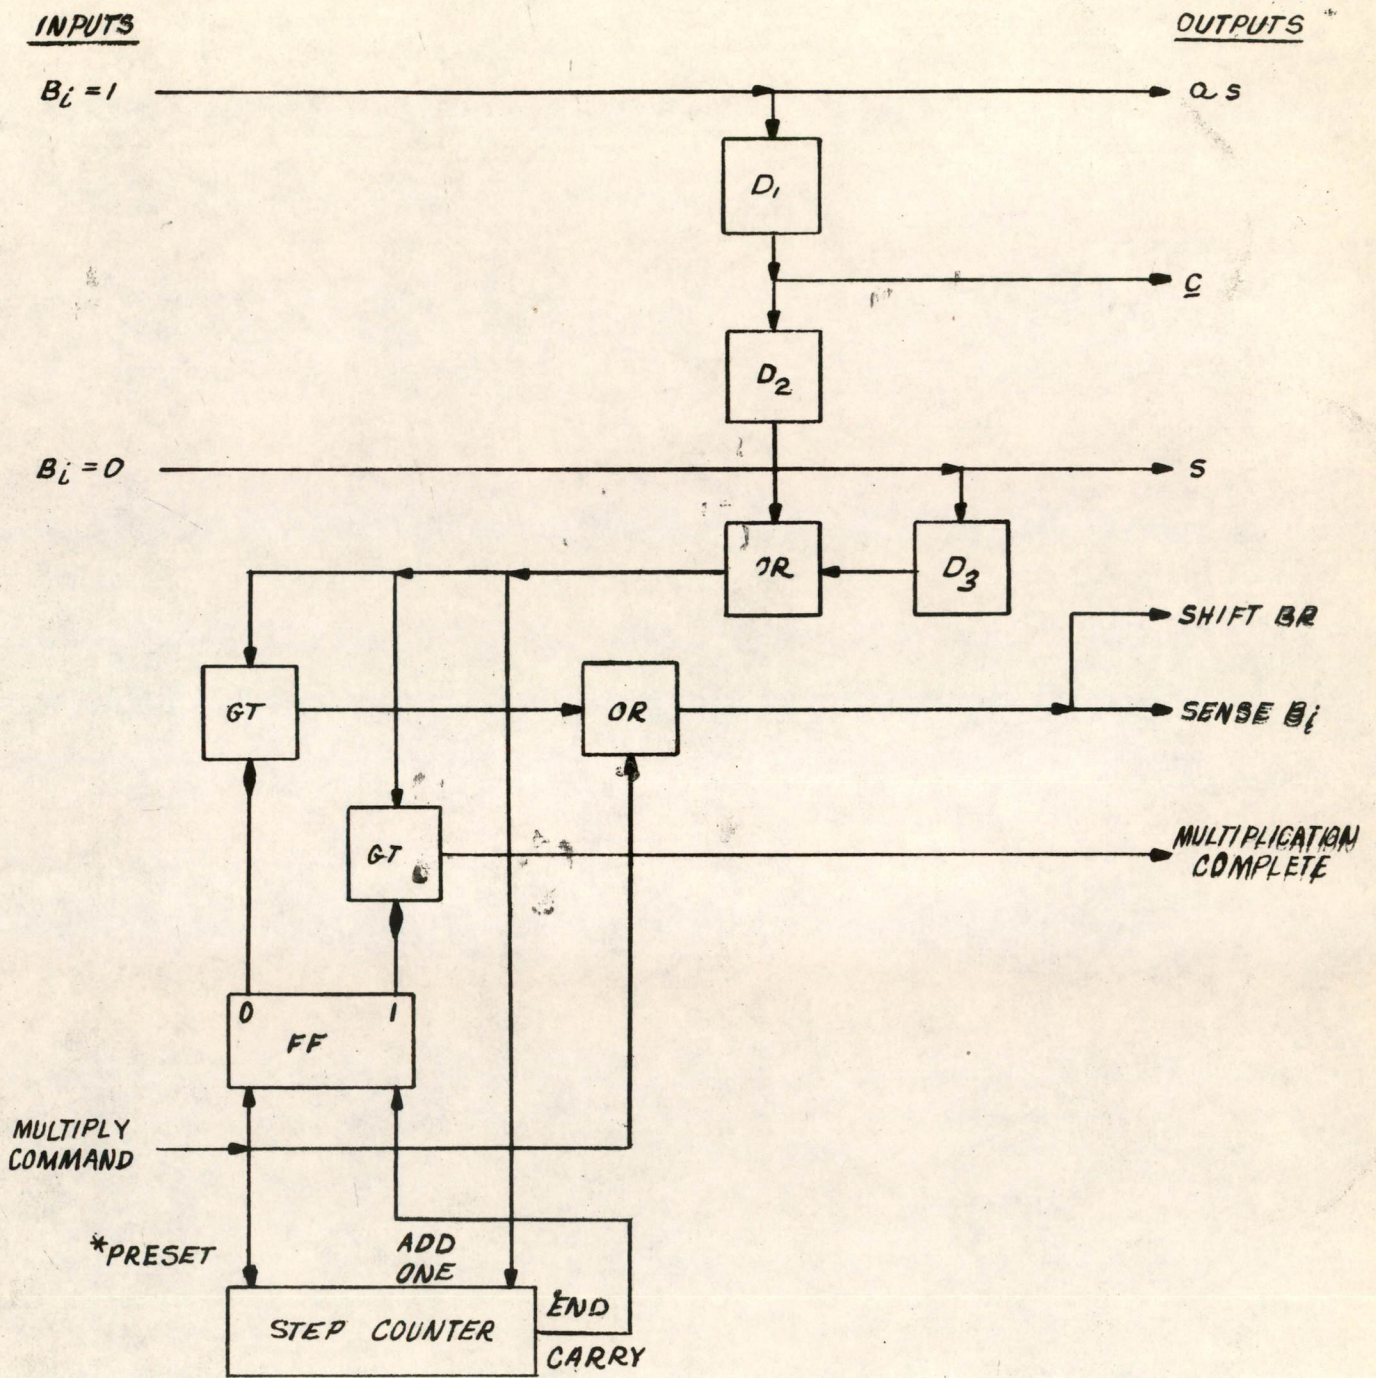 INPUTS
OUTPUTS
Bi = 1
a s
D1
C
D2
Bi = 0
S
OR
D3
SHIFT BR
GT
OR
SENSE Bi
GT
MULTIPLICATION
COMPLETE
0
1
FF
MULTIPLY
COMMAND
*PRESET
ADD
ONE
STEP COUNTER
END
CARRY